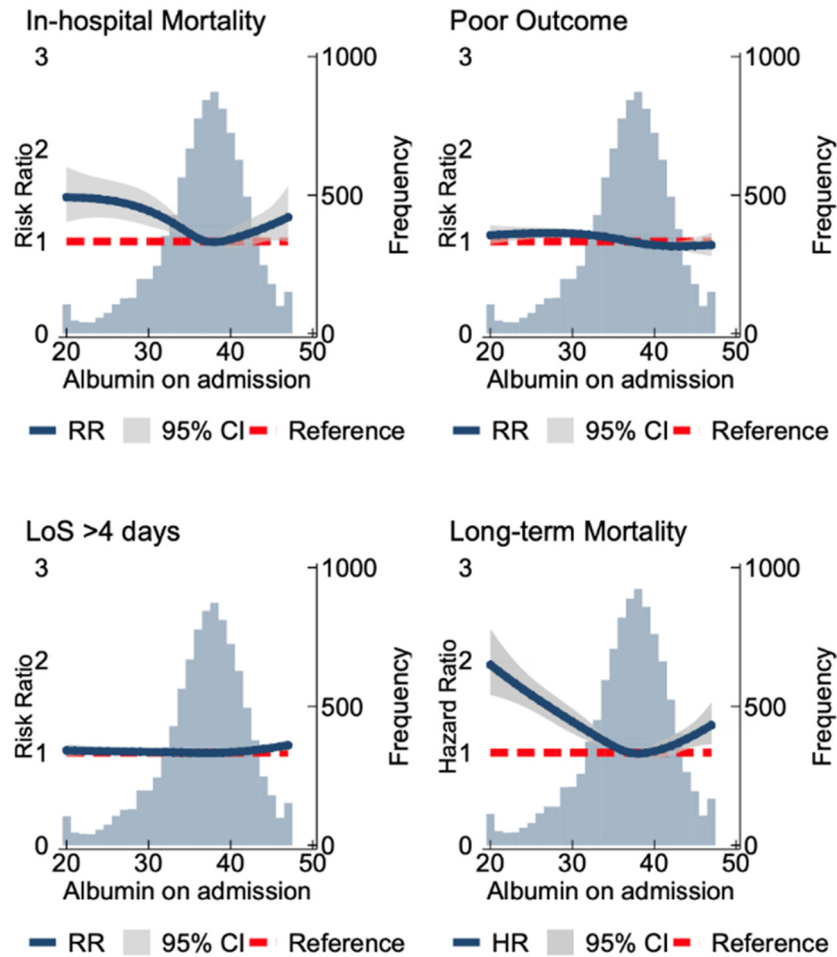 In-hospital Mortality
3
2
1
0
Risk Ratio
1000
500
0
Frequency
20 30 40 50
Albumin on admission
RR 95% CI Reference
Poor Outcome
3
2
1
0
Risk Ratio
1000
500
0
Frequency
20 30 40 50
Albumin on admission
RR 95% CI Reference
LoS >4 days
3
2
1
0
Risk Ratio
1000
500
0
Frequency
20 30 40 50
Albumin on admission
RR 95% CI Reference
Long-term Mortality
3
2
1
0
Hazard Ratio
1000
500
0
Frequency
20 30 40 50
Albumin on admission
HR 95% CI Reference